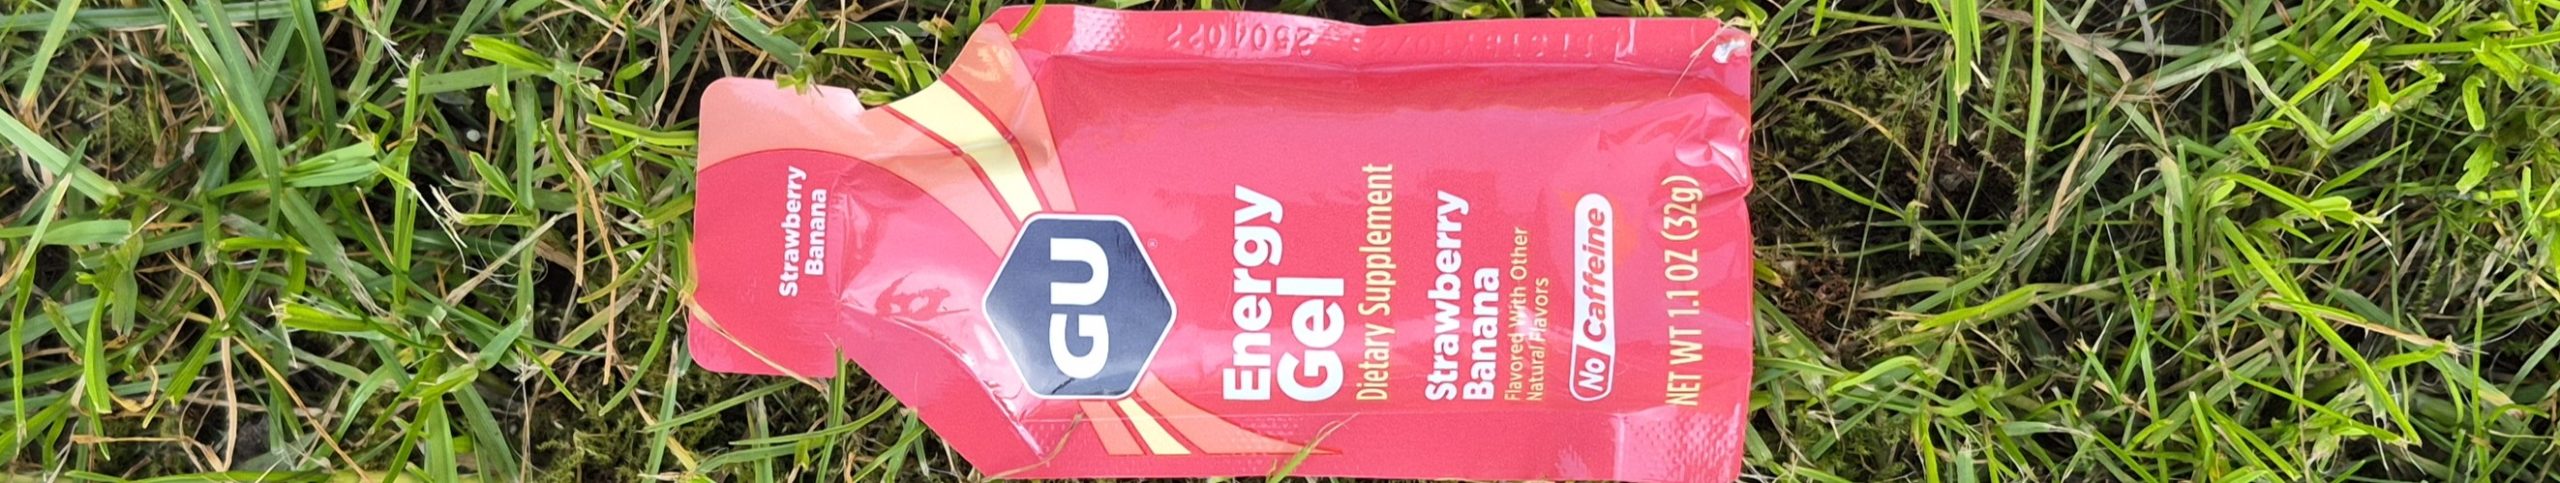 Strawberry
Banana
GU
Energy
Gel
Dietary Supplement
Strawberry
Banana
Flavored With Other
Natural Flavors
No Caffeine
NET WT 1.1 OZ (32g)